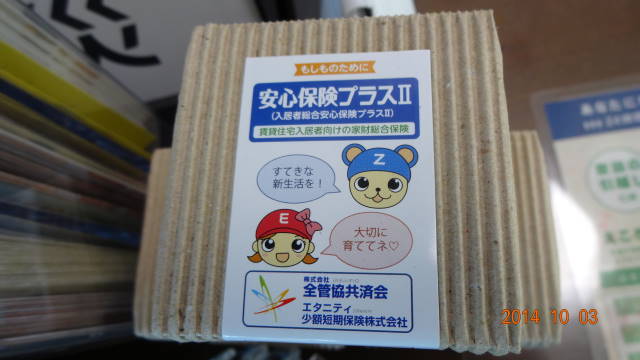 もしものために
安心保険プラスⅡ
(入居者総合安心保険プラスⅡ)
賃貸住宅入居者向けの家財総合保険
すてきな
新生活を!
Z
E
大切に
育ててネ♡
株式会社
全管協共済会
エタニティ
少額短期保険株式会社
2014 10 03